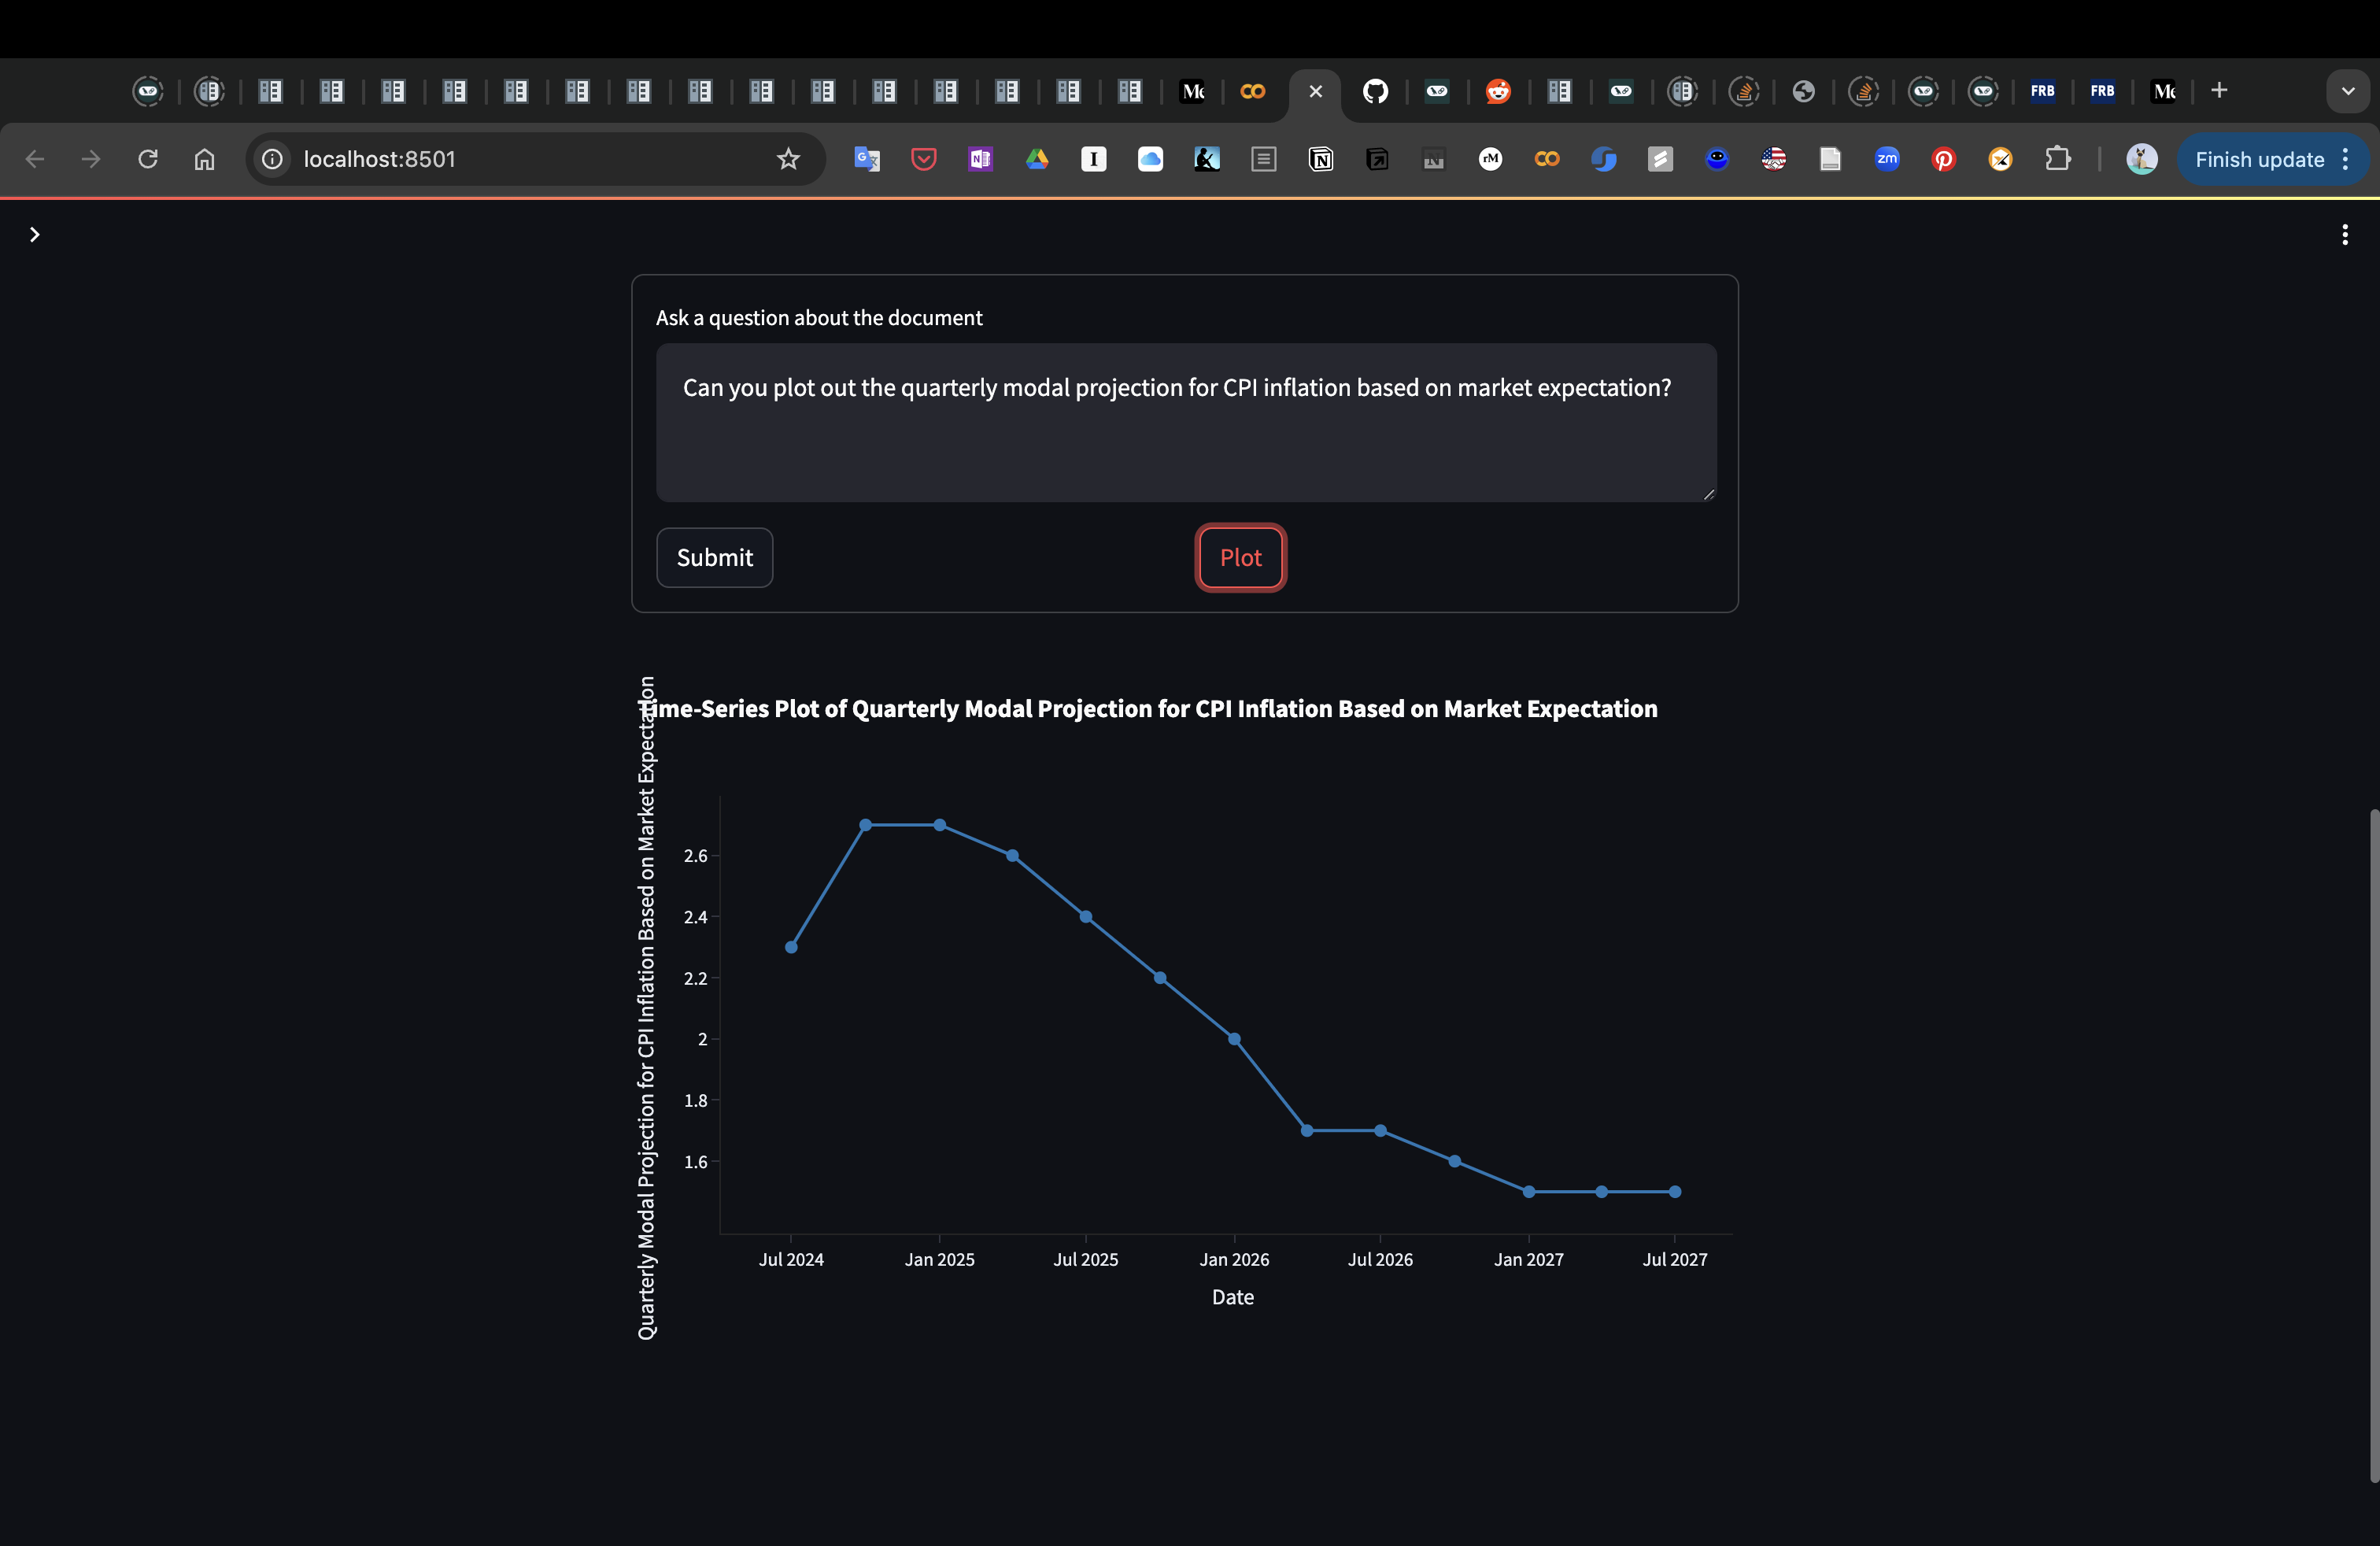 Me
FRB
FRB
Me
localhost:8501
N
I
N
N
rM
zm
Finish update
Ask a question about the document
Can you plot out the quarterly modal projection for CPI inflation based on market expectation?
Submit
Plot
Time-Series Plot of Quarterly Modal Projection for CPI Inflation Based on Market Expectation
Quarterly Modal Projection for CPI Inflation Based on Market Expectation
2.6
2.4
2.2
2
1.8
1.6
Jul 2024
Jan 2025
Jul 2025
Jan 2026
Jul 2026
Jan 2027
Jul 2027
Date